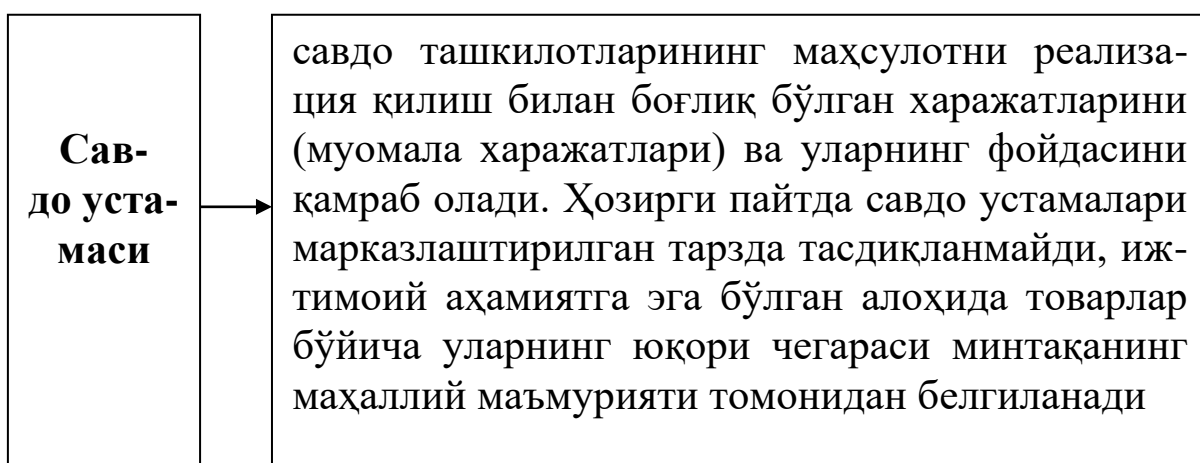 Сав-
до уста-
маси
савдо ташкилотларининг маҳсулотни реализа-
ция қилиш билан боғлиқ бўлган харажатларини
(муомала харажатлари) ва уларнинг фойдасини
қамраб олади. Ҳозирги пайтда савдо устамалари
марказлаштирилган тарзда тасдиқланмайди, иж-
тимоий аҳамиятга эга бўлган алоҳида товарлар
бўйича уларнинг юқори чегараси минтақанинг
маҳаллий маъмурияти томонидан белгиланади